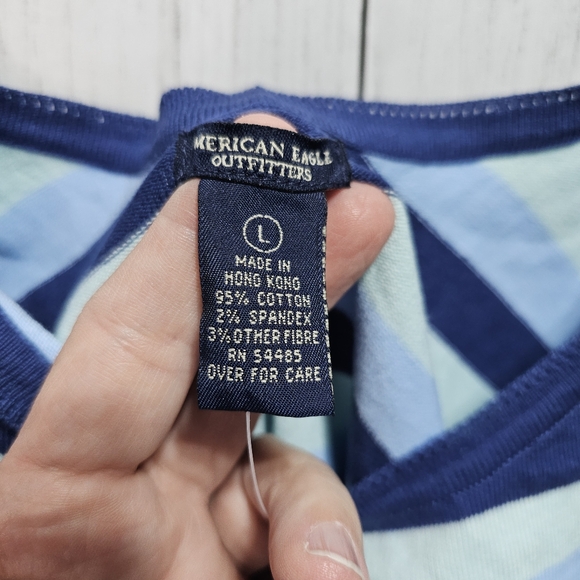 MERICAN EAGLE
OUTFITTERS
L
MADE IN
HONG KONG
95% COTTON
2% SPANDEX
3% OTHER FIBRE
RN 54485
OVER FOR CARE